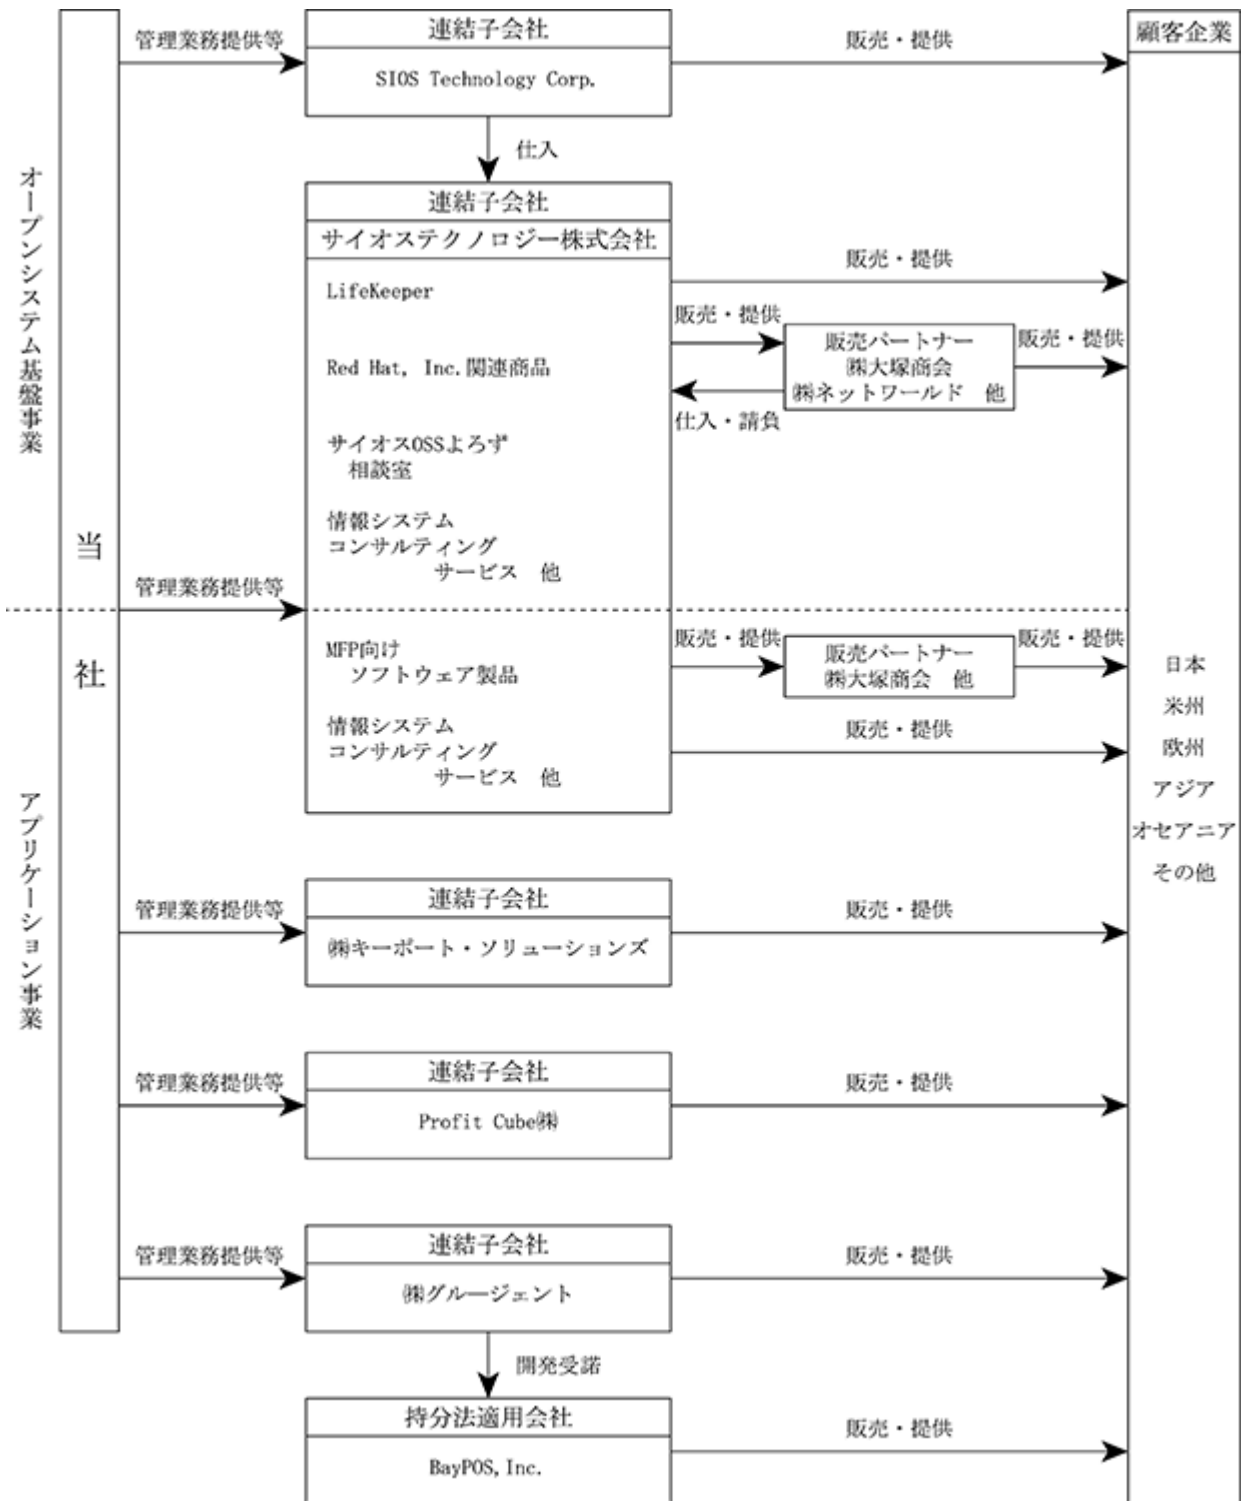 オープンシステム基盤事業
アプリケーション事業
当社
管理業務提供等
連結子会社
SIOS Technology Corp.
販売・提供
顧客企業
仕入
連結子会社
サイオステクノロジー株式会社
LifeKeeper
Red Hat, Inc.関連商品
サイオスOSSよろず
相談室
情報システム
コンサルティング
サービス 他
販売・提供
販売・提供
販売パートナー
㈱大塚商会
㈱ネットワールド 他
販売・提供
仕入・請負
管理業務提供等
MFP向け
ソフトウェア製品
情報システム
コンサルティング
サービス 他
販売・提供
販売パートナー
㈱大塚商会 他
販売・提供
販売・提供
日本
米州
欧州
アジア
オセアニア
その他
管理業務提供等
連結子会社
㈱キーポート・ソリューションズ
販売・提供
管理業務提供等
連結子会社
Profit Cube㈱
販売・提供
管理業務提供等
連結子会社
㈱グルージェント
販売・提供
開発受諾
持分法適用会社
BayPOS,Inc.
販売・提供